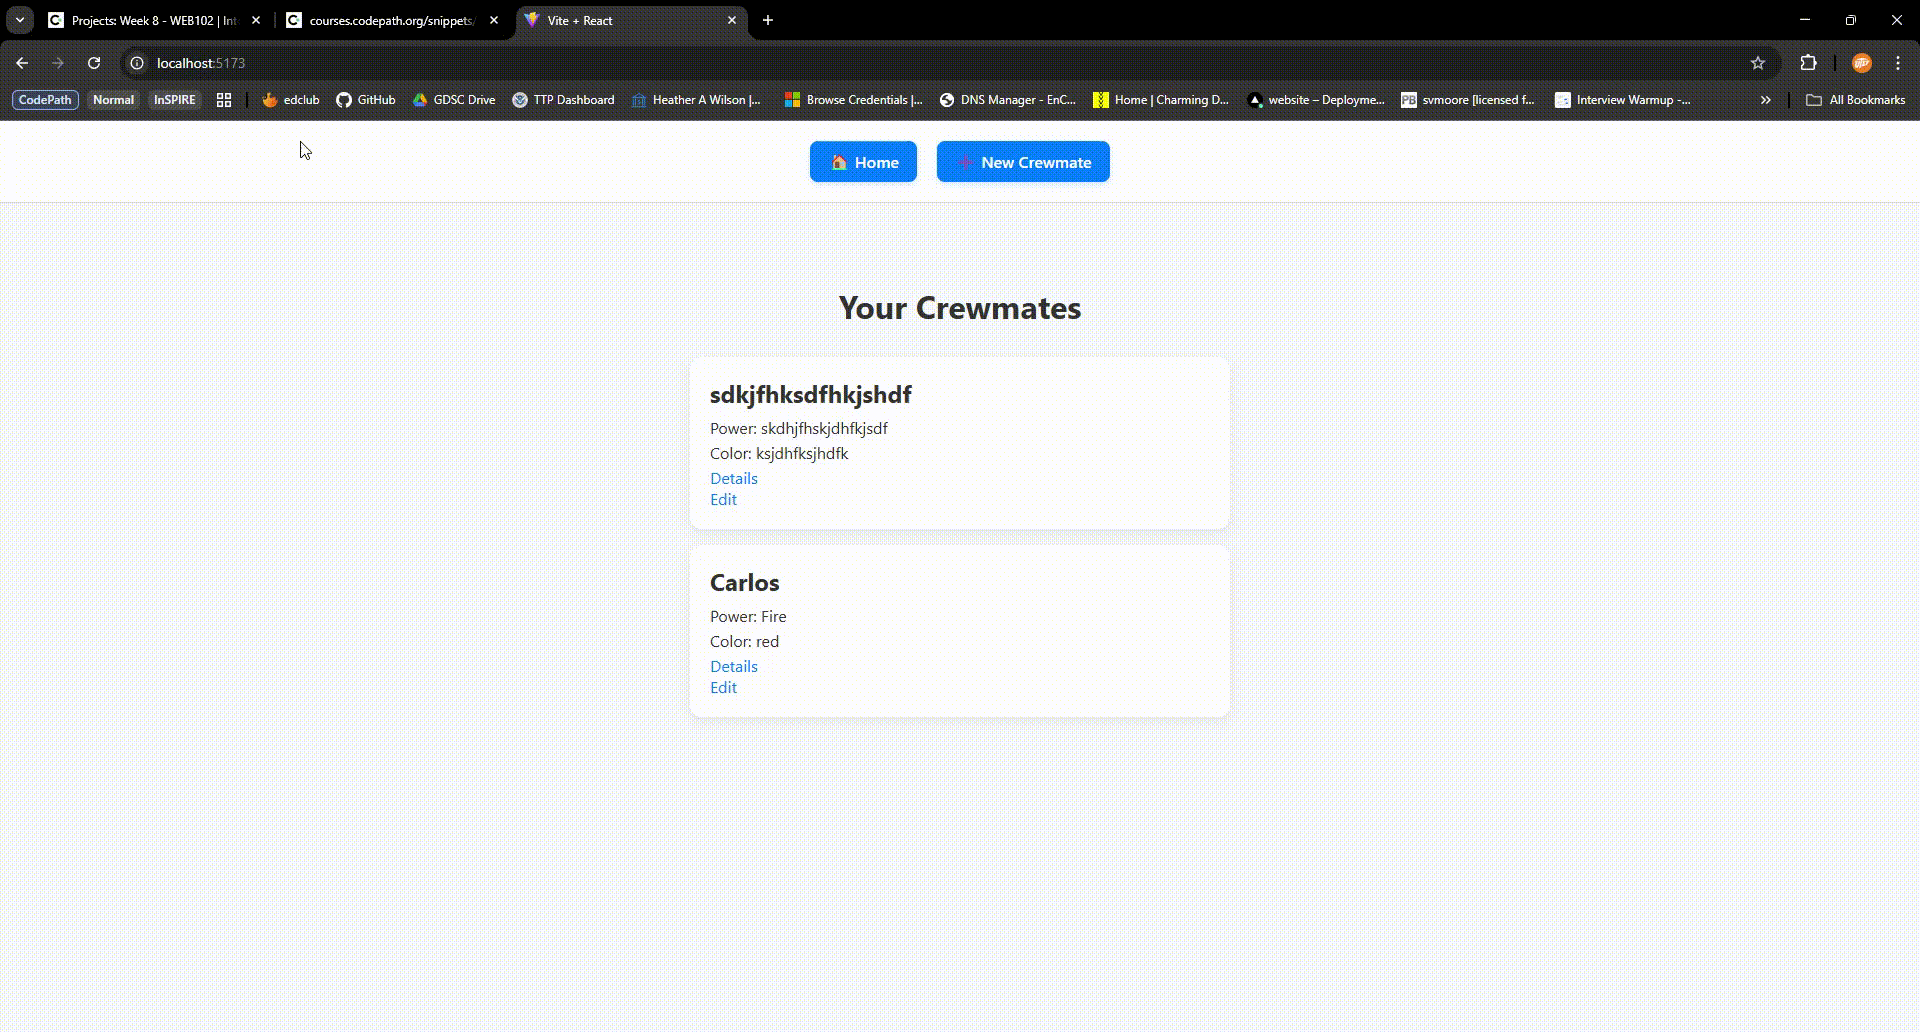 Projects: Week 8 - WEB102 | Int
courses.codepath.org/snippets/
Vite + React
localhost:5173
CodePath Normal InSPIRE edclub GitHub GDSC Drive TTP Dashboard Heather A Wilson |... Browse Credentials |... DNS Manager - EnC... Home | Charming D... website – Deployme... PB svmoore [licensed f... Interview Warmup -... » All Bookmarks
Home New Crewmate
Your Crewmates
sdkjfhksdfhkjshdf
Power: skdhjfhskjdhfkjsdf
Color: ksjdhfksjhdfk
Details
Edit
Carlos
Power: Fire
Color: red
Details
Edit